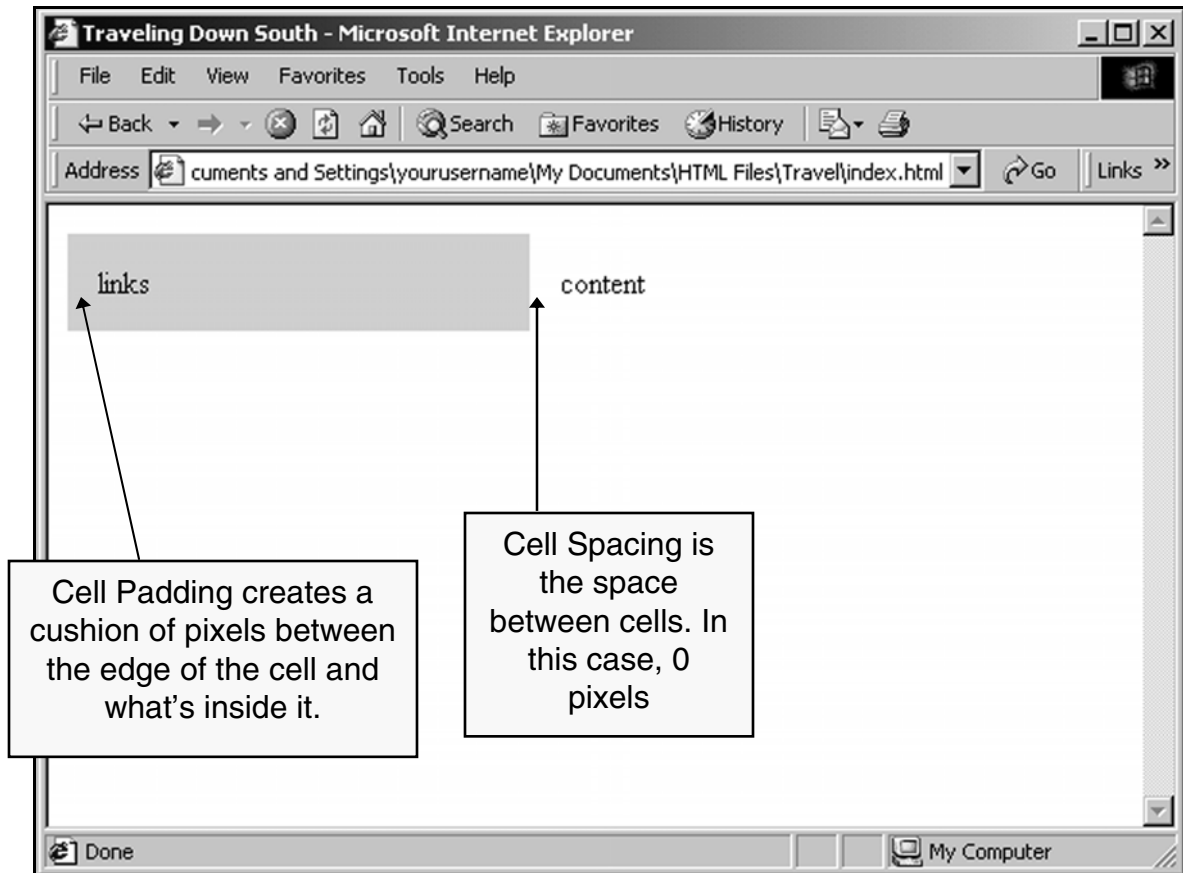 Traveling Down South - Microsoft Internet Explorer
File Edit View Favorites Tools Help
Back Search Favorites History
Address cuments and Settings\yourusername\My Documents\HTML Files\Travel\index.html Go Links »
links content
Cell Spacing is
the space
between cells. In
this case, 0
pixels
Cell Padding creates a
cushion of pixels between
the edge of the cell and
what's inside it.
Done My Computer